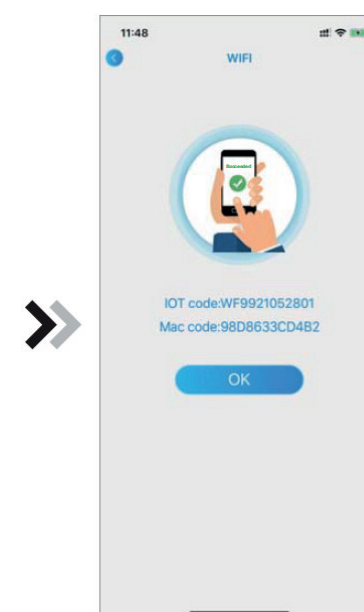 11:48
WIFI
Succeeded
IOT code:WF9921052801
Mac code:98D8633CD4B2
OK